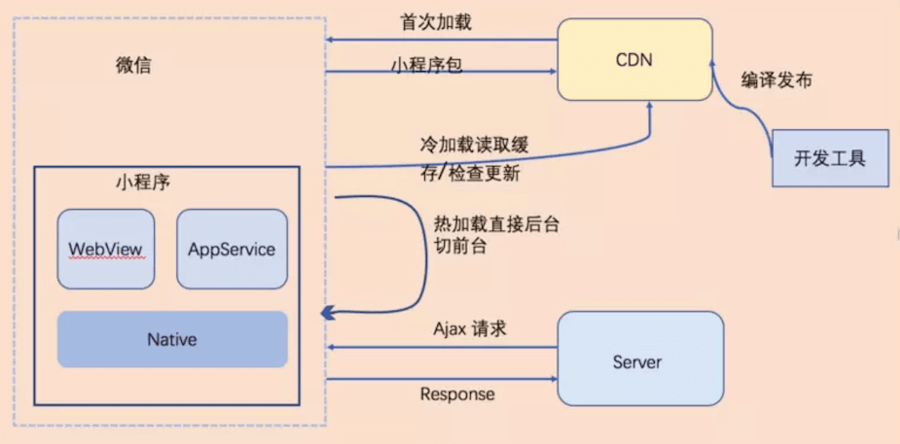 首次加载
微信
小程序包
CDN
编译发布
冷加载读取缓
存/检查更新
开发工具
小程序
热加载直接后台
切前台
WebView
AppService
Native
Ajax 请求
Server
Response